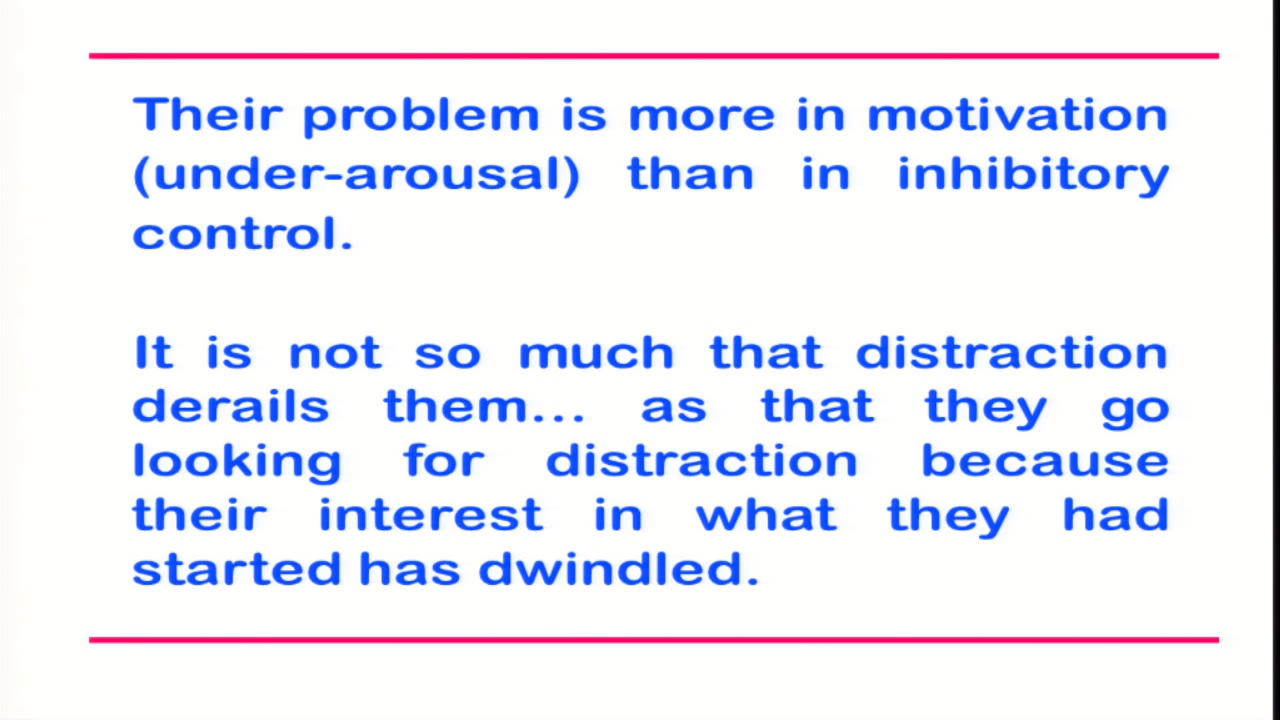 Their problem is more in motivation
(under-arousal) than in inhibitory
control.
It is not so much that distraction
derails them... as that they go
looking for distraction because
their interest in what they had
started has dwindled.